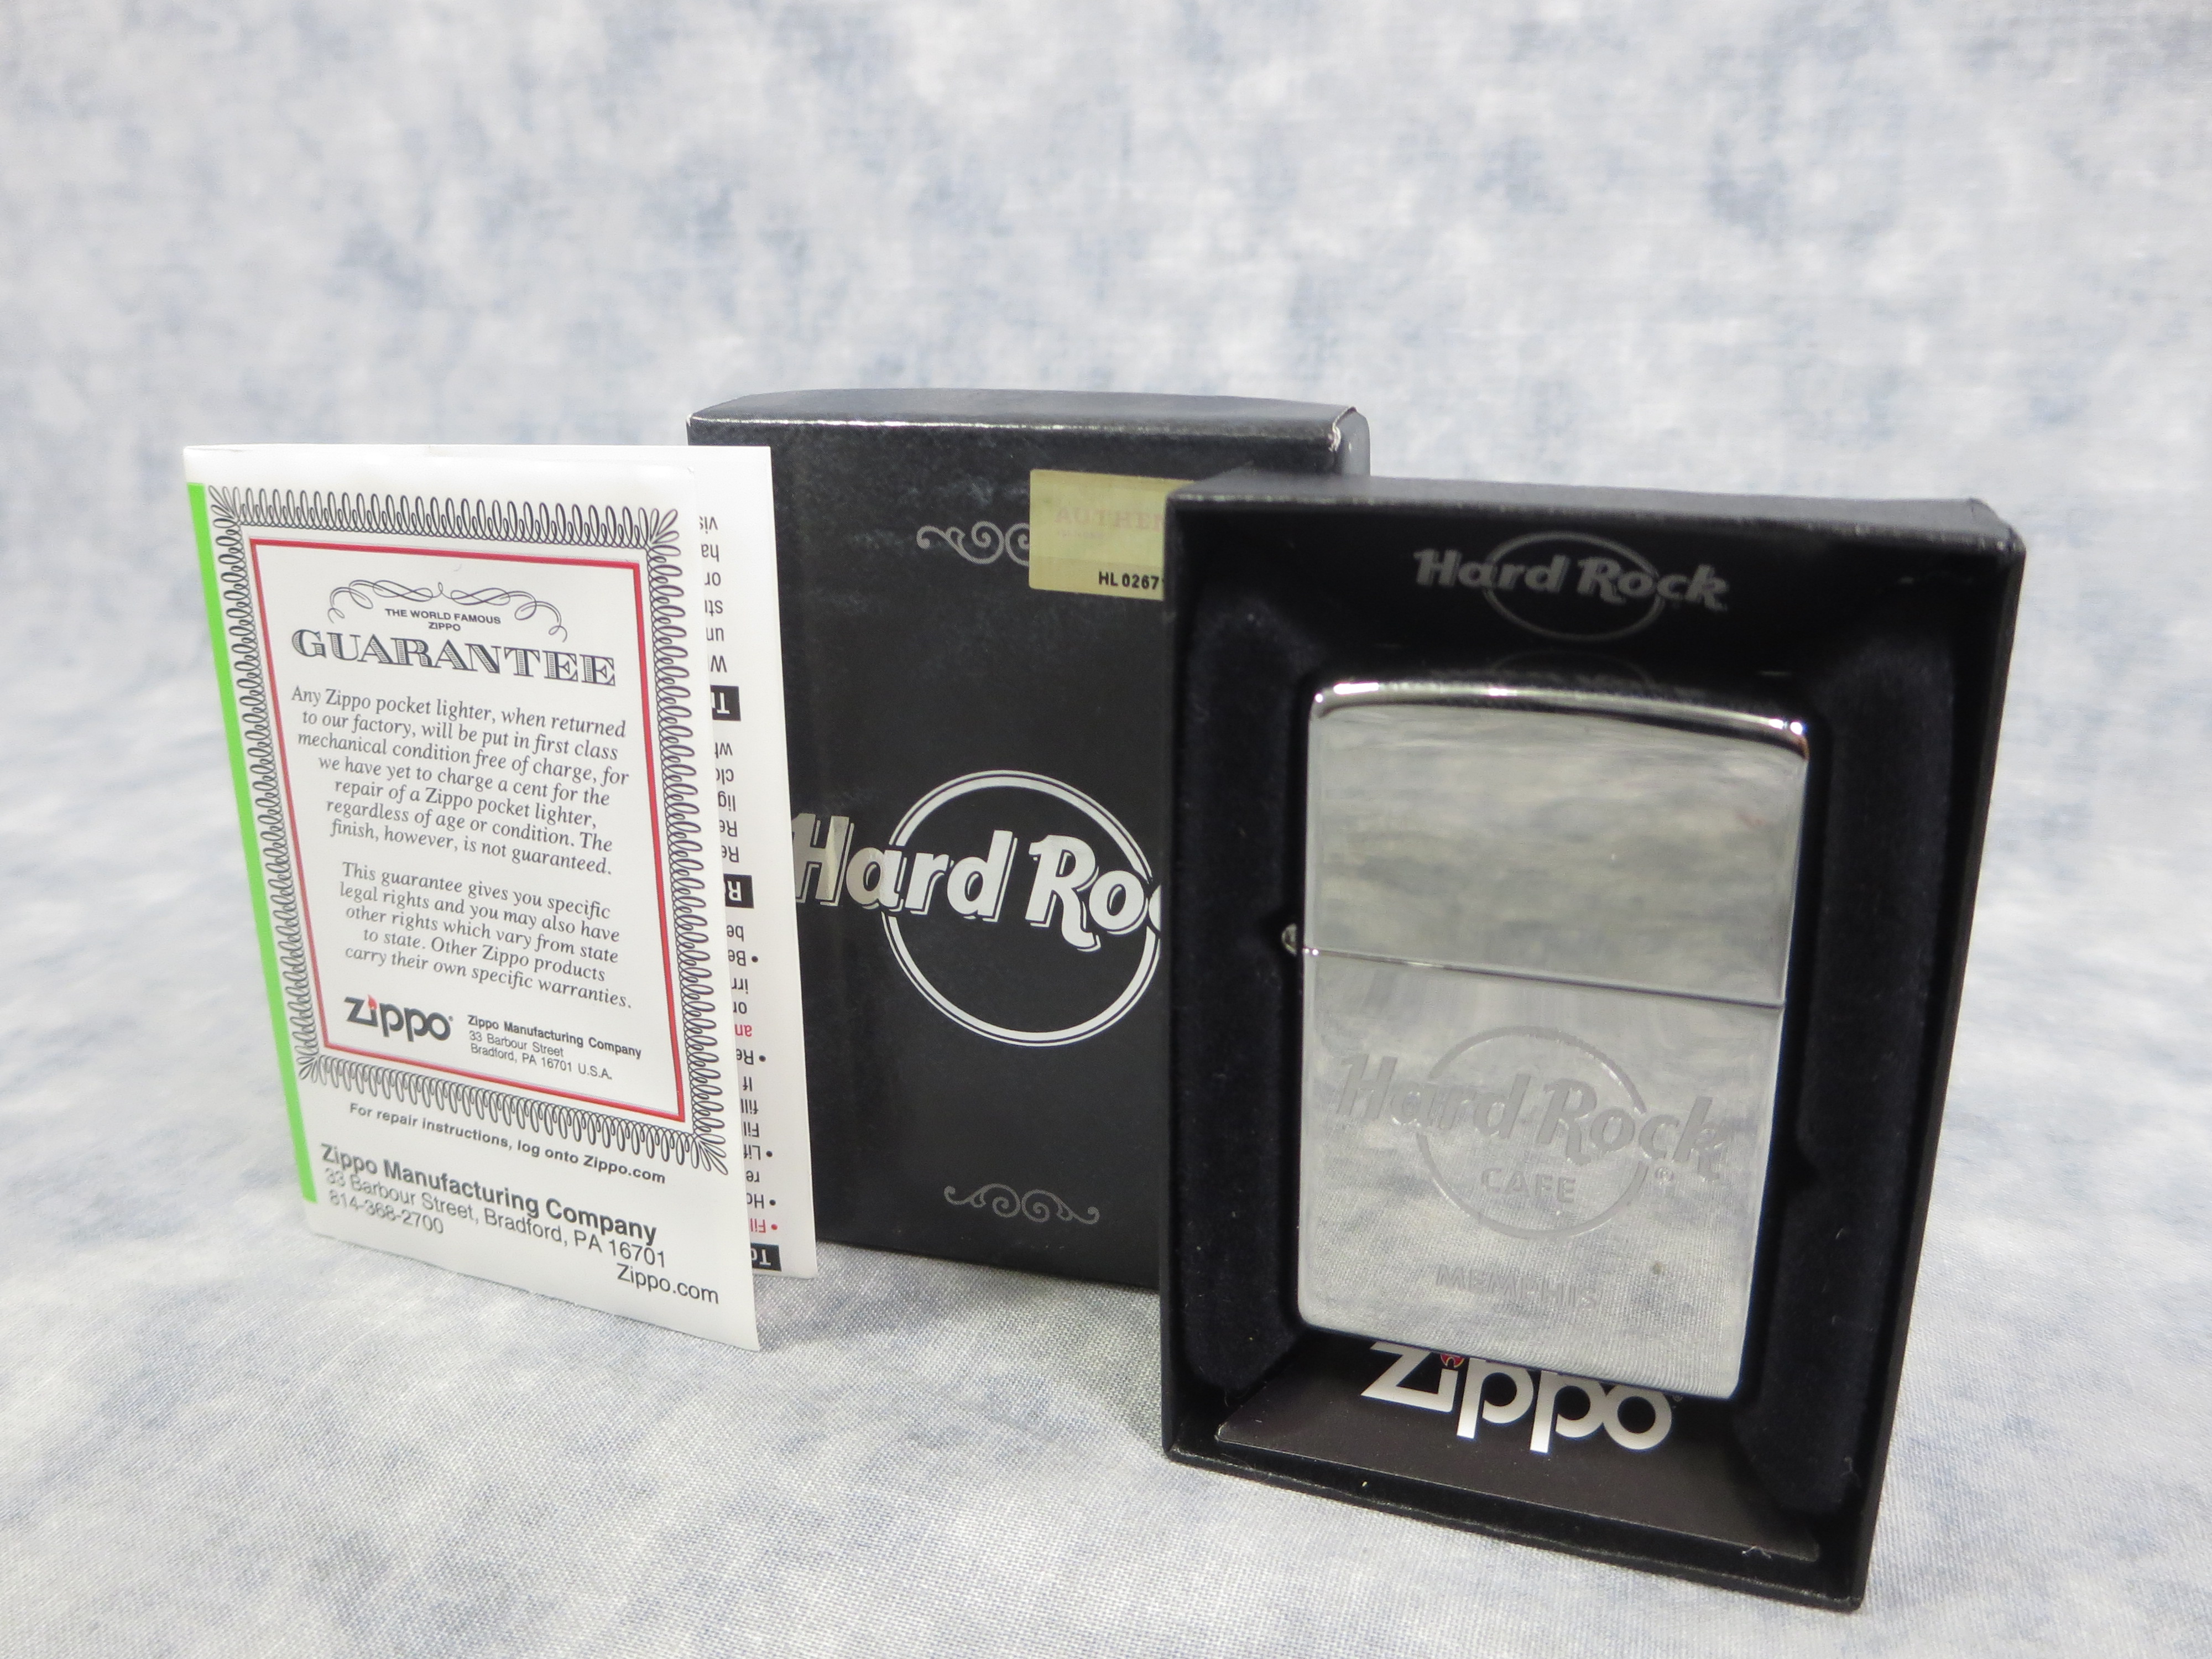 THE WORLD FAMOUS
ZIPPO
GUARANTEE
Any Zippo pocket lighter, when returned
to our factory, will be put in first class
mechanical condition free of charge, for
we have yet to charge a cent for the
repair of a Zippo pocket lighter,
regardless of age or condition. The
finish, however, is not guaranteed.
This guarantee gives you specific
legal rights and you may also have
other rights which vary from state
to state. Other Zippo products
carry their own specific warranties.
Zippo®
Zippo Manufacturing Company
33 Barbour Street
Bradford, PA 16701 U.S.A.
For repair instructions, log onto Zippo.com
Zippo Manufacturing Company
33 Barbour Street, Bradford, PA 16701
814-368-2700
Zippo.com
AUTHEN
HL 0267
Hard Roc
Hard Rock
Hard Rock
CAFE
®
MEMPHIS
Zippo